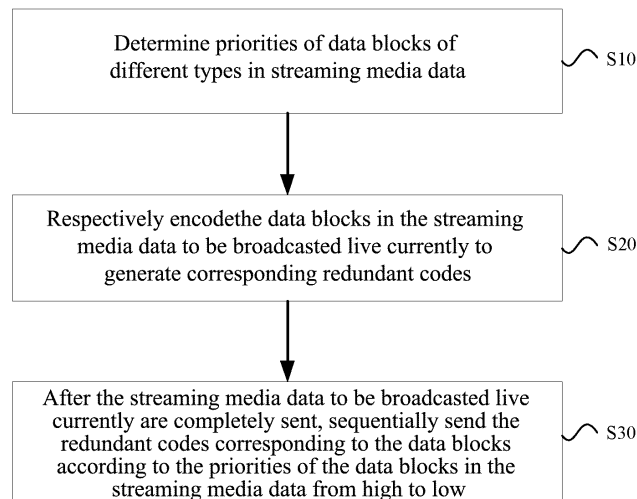 Determine priorities of data blocks of
different types in streaming media data
S10
Respectively encodethe data blocks in the streaming
media data to be broadcasted live currently to
generate corresponding redundant codes
S20
After the streaming media data to be broadcasted live
currently are completely sent, sequentially send the
redundant codes corresponding to the data blocks
according to the priorities of the data blocks in the
streaming media data from high to low
S30